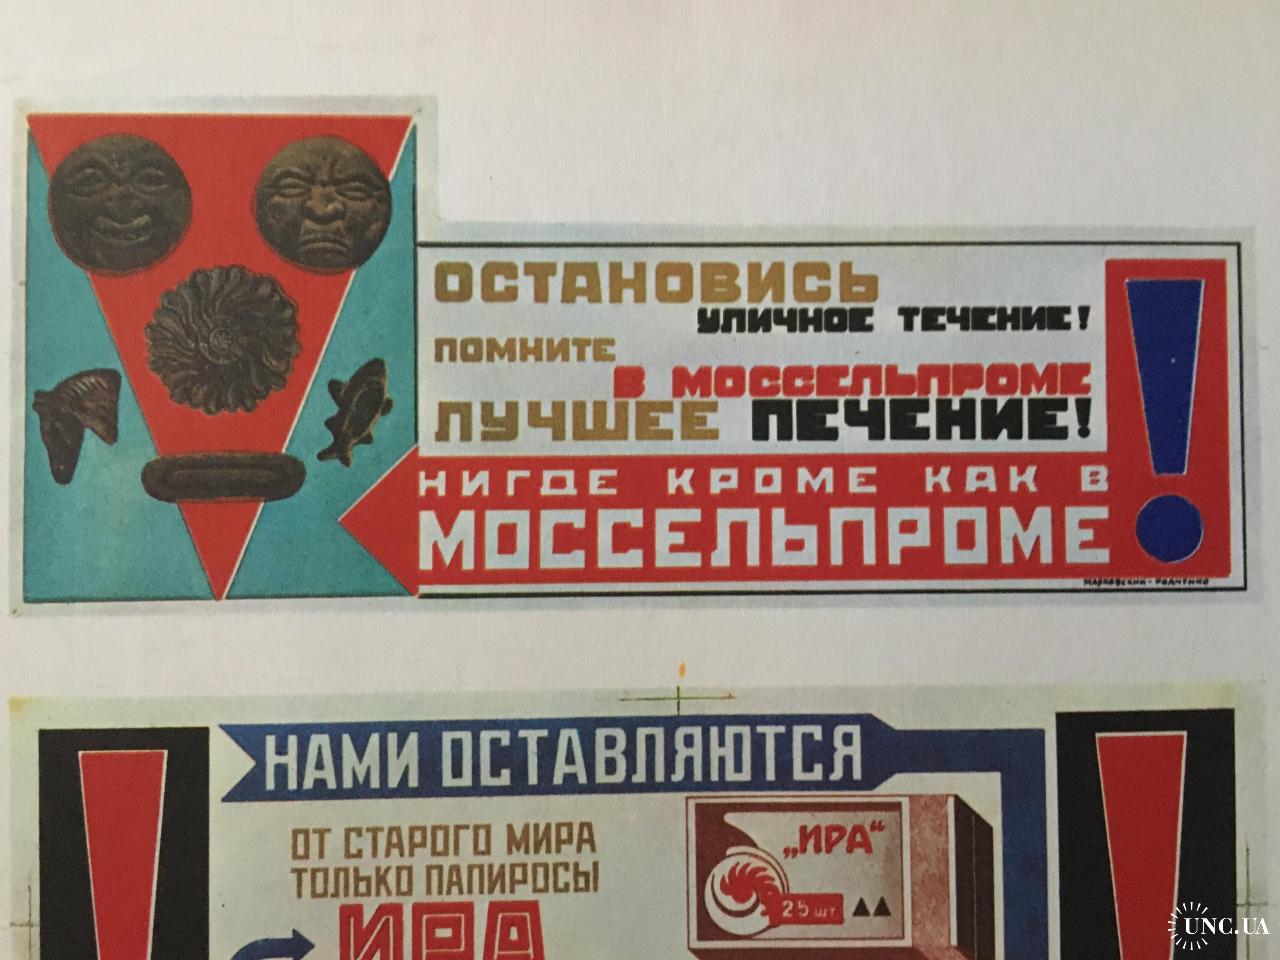 ОСТАНОВИСЬ
УЛИЧНОЕ ТЕЧЕНИЕ!
ПОМНИТЕ
В МОССЕЛЬПРОМЕ
ЛУЧШЕЕ ПЕЧЕНИЕ!
НИГДЕ КРОМЕ КАК В
МОССЕЛЬПРОМЕ
!
МАЯКОВСКИЙ - РОДЧЕНКО
НАМИ ОСТАВЛЯЮТСЯ
ОТ СТАРОГО МИРА
ТОЛЬКО ПАПИРОСЫ
ИРА
„ИРА“
25 шт.
UNC.UA